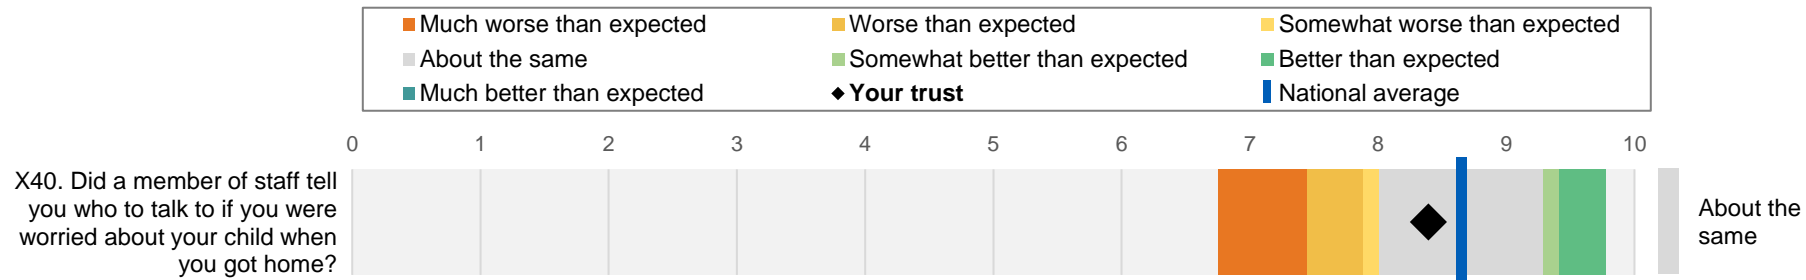 Much worse than expected
Worse than expected
Somewhat worse than expected
About the same
Somewhat better than expected
Better than expected
Much better than expected
Your trust
National average
0 1 2 3 4 5 6 7 8 9 10
X40. Did a member of staff tell
you who to talk to if you were
worried about your child when
you got home?
About the
same